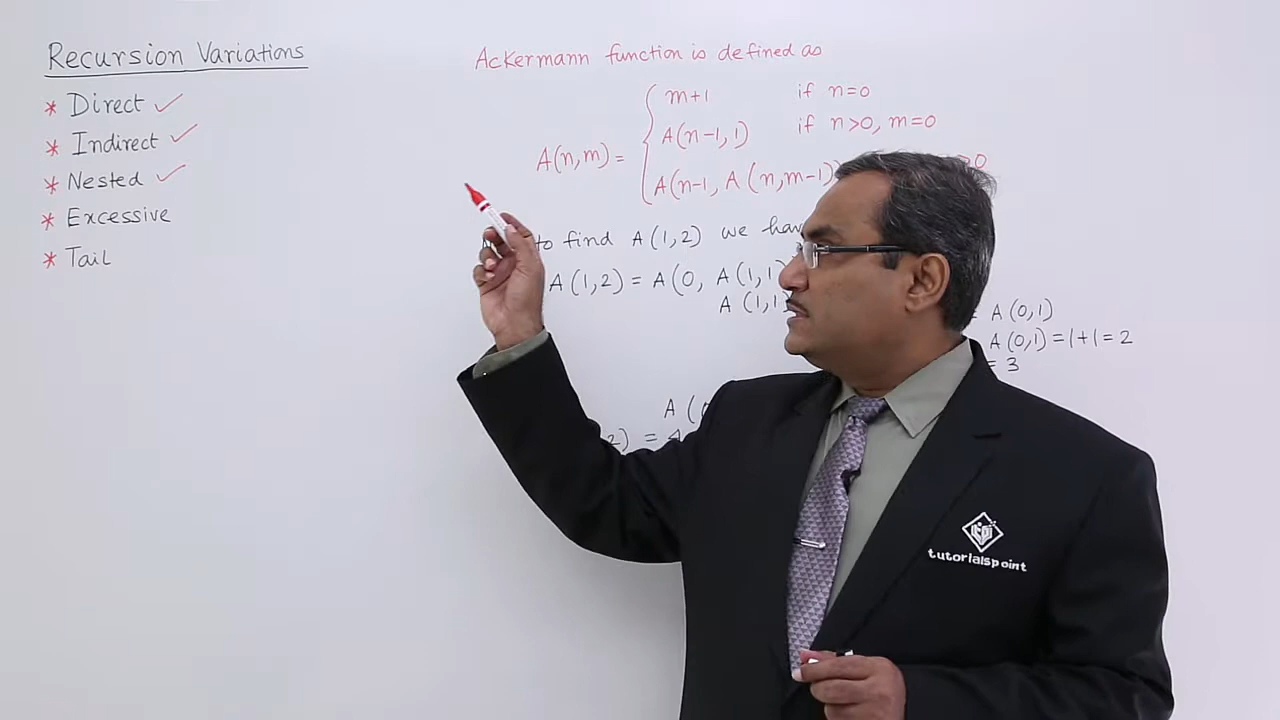 Recursion Variations
* Direct ✓
* Indirect ✓
* Nested ✓
* Excessive
* Tail
Ackermann function is defined as
A(n,m) = { m+1 if n=0
A(n-1, 1) if n>0, m=0
A(n-1, A(n,m-1)) >0
to find A(1,2) we hav
A(1,2) = A(0, A(1,1)
A(1,1)
= A(0,1)
A(0,1) = 1+1 = 2
= 3
A(
2) =
tutorialspoint